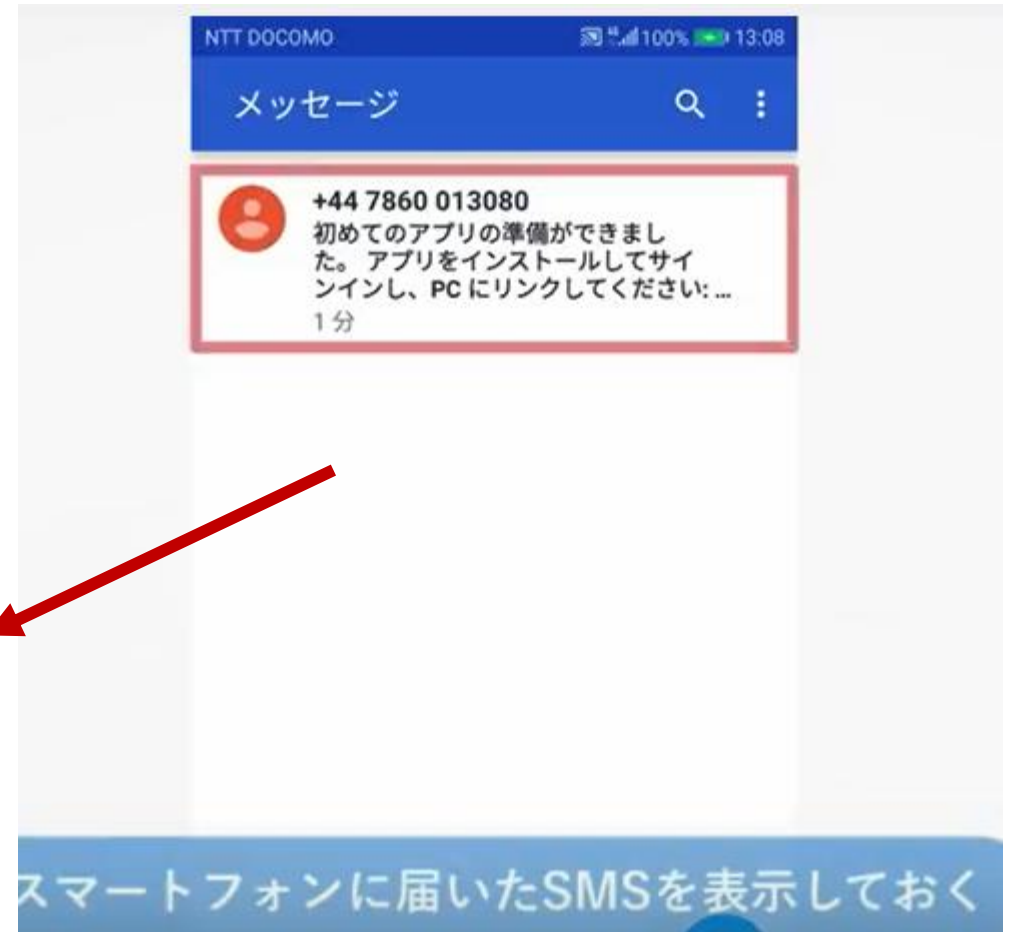 NTT DOCOMO 100% 13:08
メッセージ
+44 7860 013080
初めてのアプリの準備ができまし
た。 アプリをインストールしてサイ
ンインし、PC にリンクしてください: ...
1 分
スマートフォンに届いたSMSを表示しておく